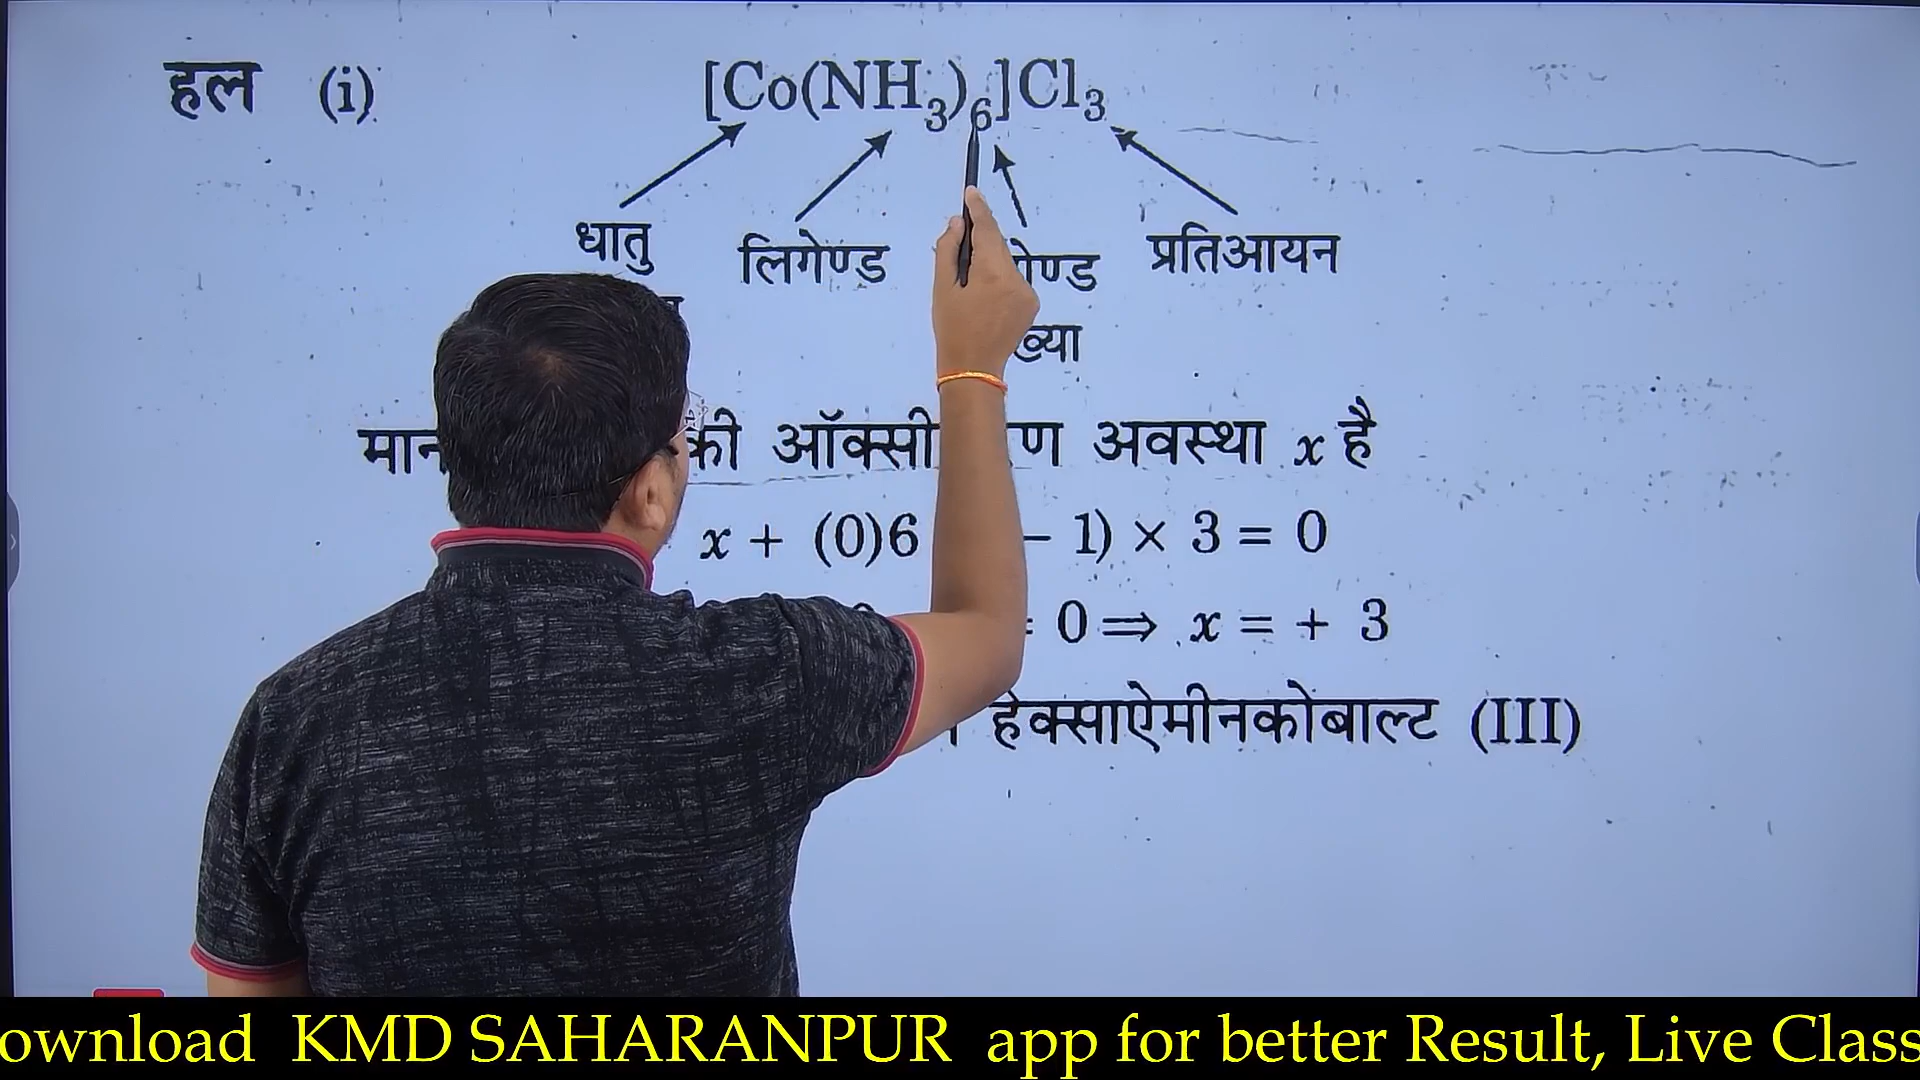 हल (i) [Co(NH3)6]Cl3
धातु लिगेण्ड प्रतिआयन
मान की अवस्था x है
x + (0)6 – 1) × 3 = 0
0 ⇒ x = + 3
हेक्साऐमीनकोबाल्ट (III)
ownload KMD SAHARANPUR app for better Result, Live Class